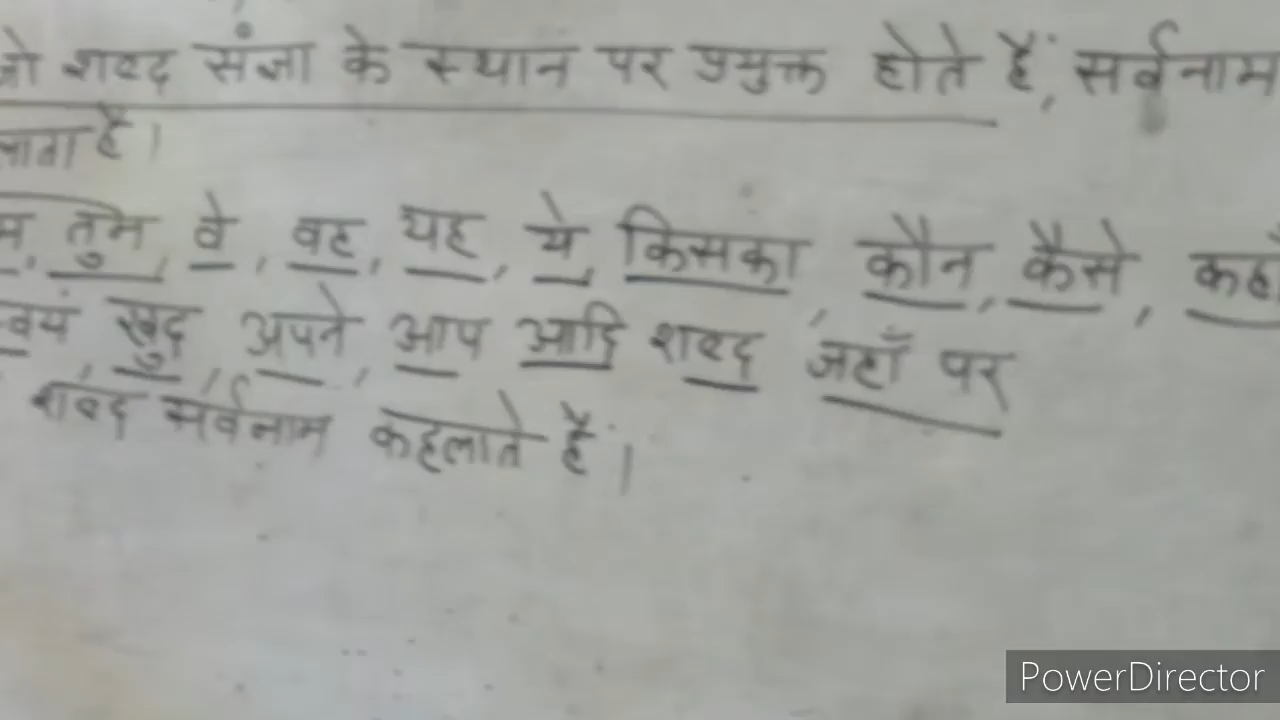 जो शब्द संज्ञा के स्थान पर प्रयुक्त होते हैं, सर्वनाम
लाता है।
म, तुम, वे, वह, यह, ये, किसका, कौन, कैसे, कहाँ
वयं, खुद, अपने, आप आदि शब्द जहाँ पर
शब्द सर्वनाम कहलाते हैं।
PowerDirector